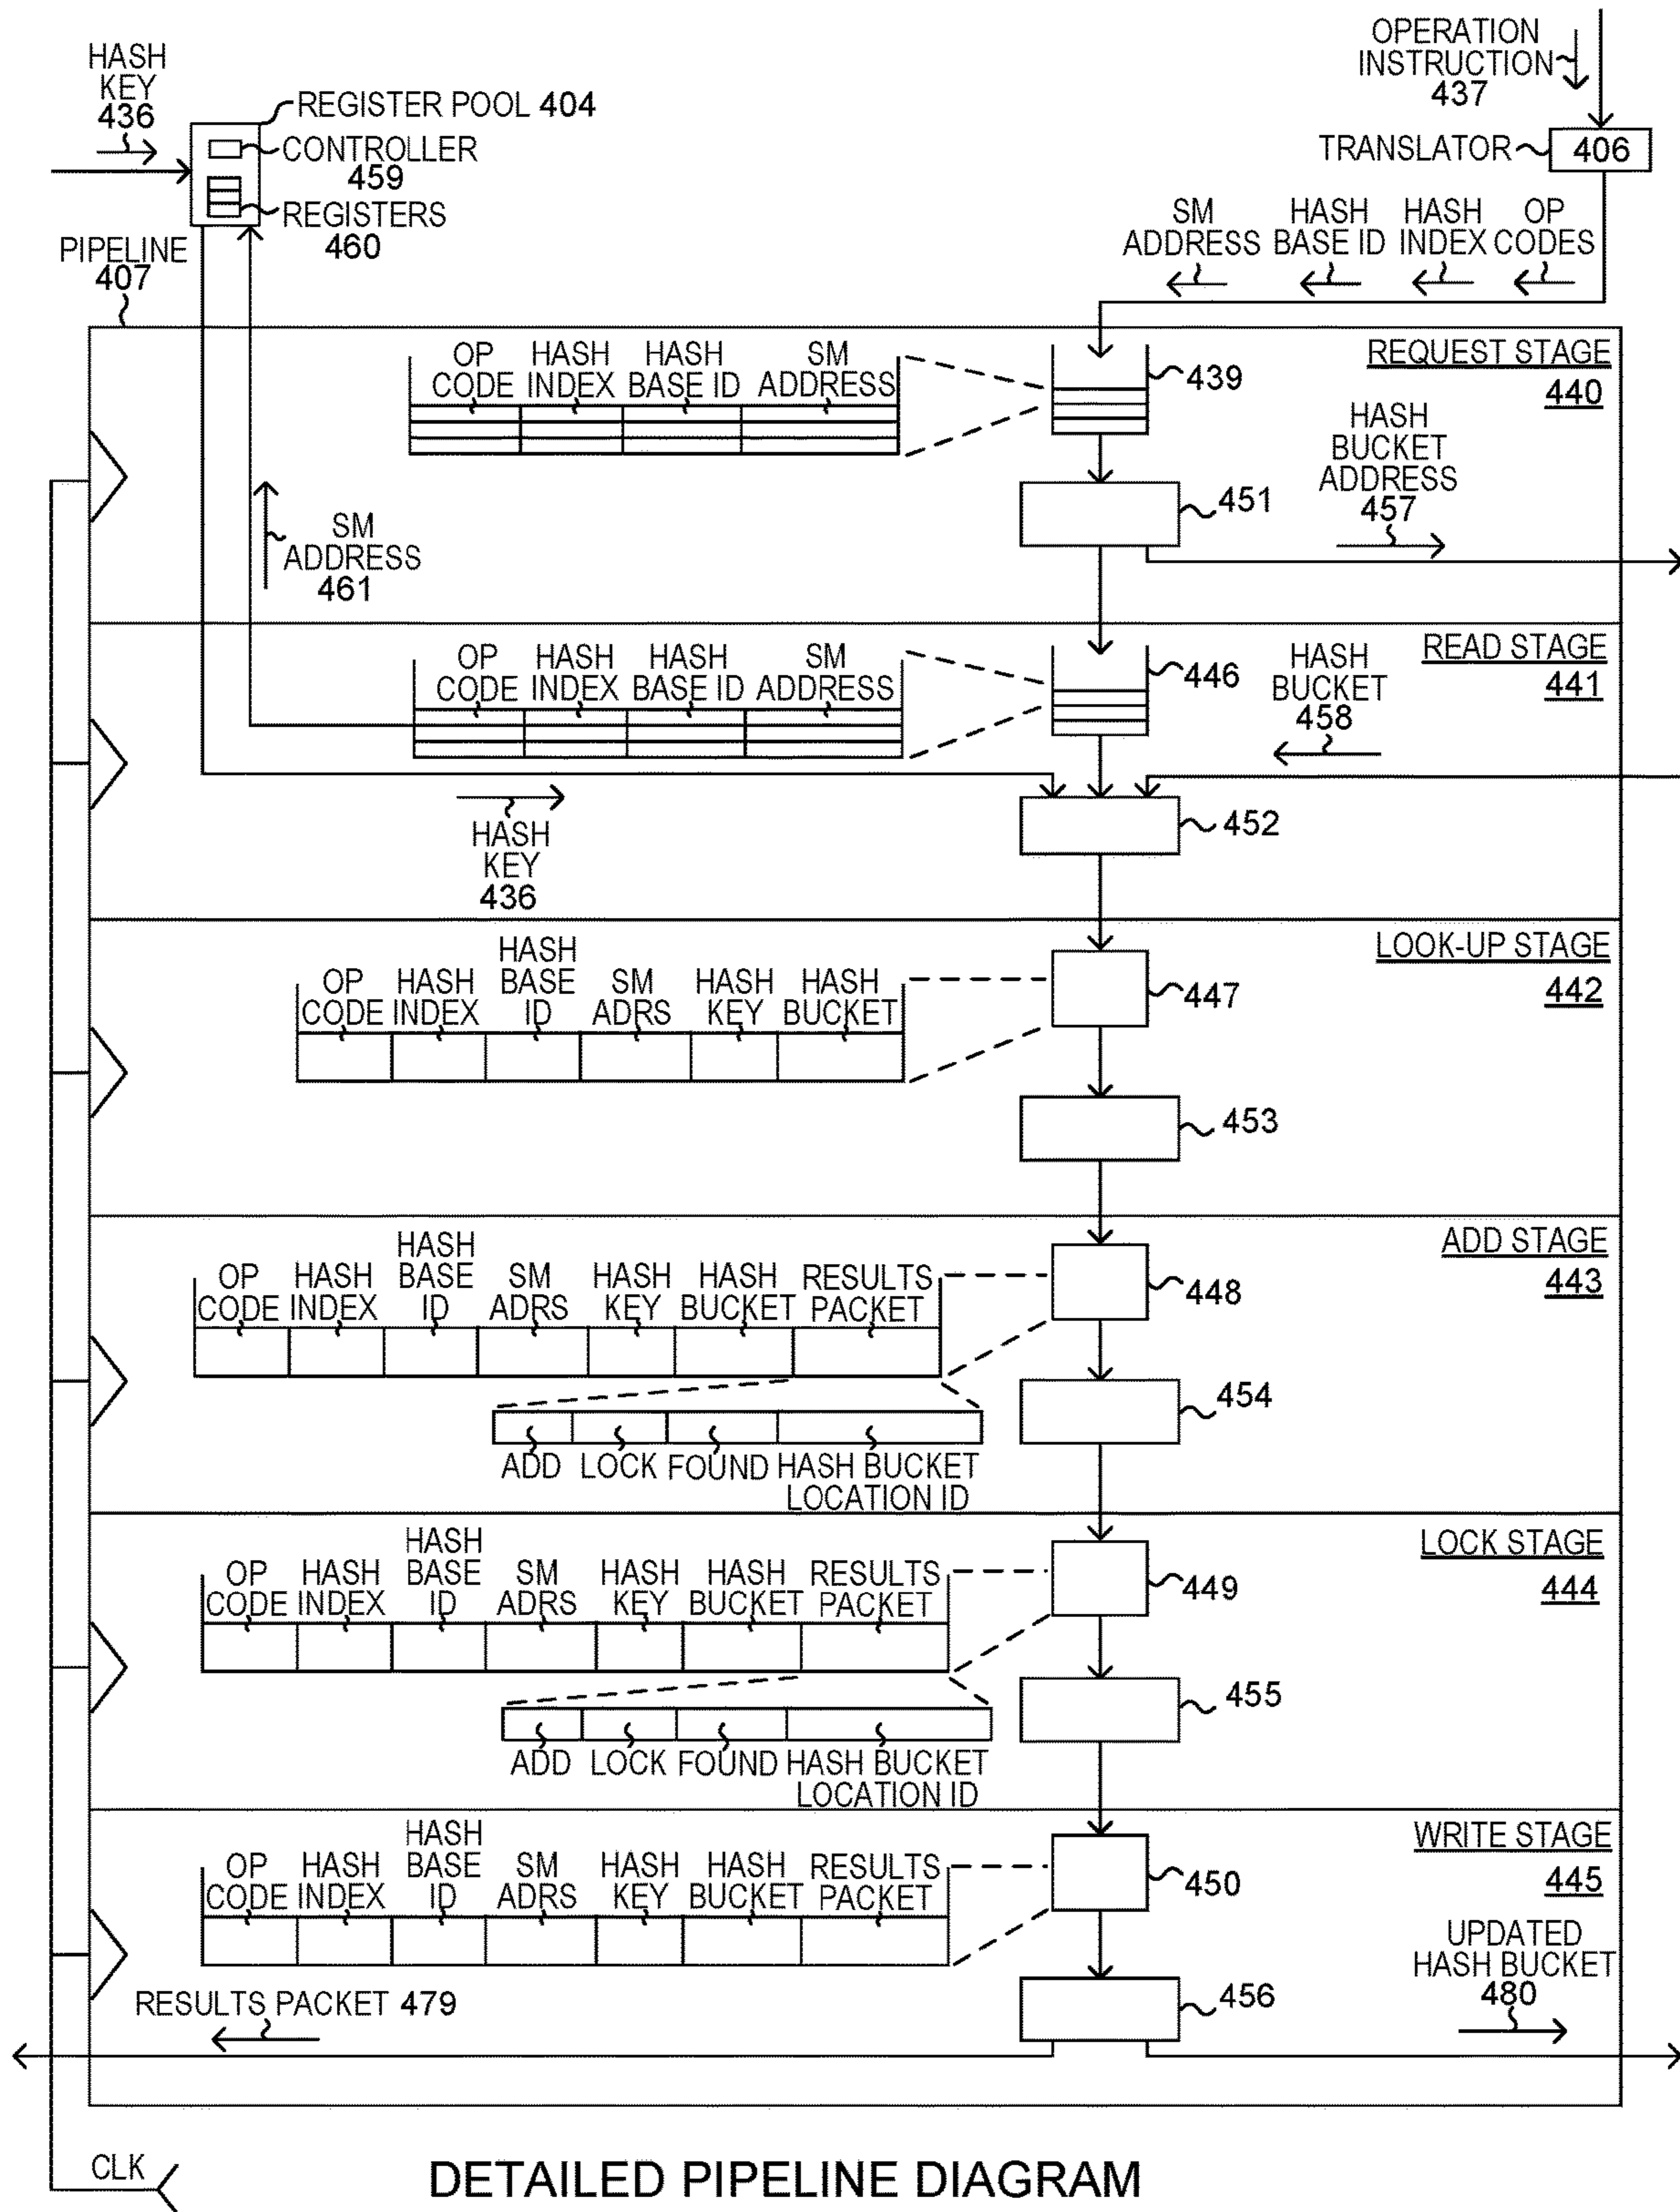 HASH
KEY
436
REGISTER POOL 404
CONTROLLER
459
REGISTERS
460
OPERATION
INSTRUCTION
437
TRANSLATOR
406
SM
ADDRESS
HASH
BASE ID
HASH
INDEX
OP
CODES
PIPELINE
407
REQUEST STAGE
440
OP
CODE
HASH
INDEX
HASH
BASE ID
SM
ADDRESS
439
HASH
BUCKET
ADDRESS
457
451
SM
ADDRESS
461
READ STAGE
441
OP
CODE
HASH
INDEX
HASH
BASE ID
SM
ADDRESS
446
HASH
BUCKET
458
452
HASH
KEY
436
LOOK-UP STAGE
442
OP
CODE
HASH
INDEX
HASH
BASE
ID
SM
ADRS
HASH
KEY
HASH
BUCKET
447
453
ADD STAGE
443
OP
CODE
HASH
INDEX
HASH
BASE
ID
SM
ADRS
HASH
KEY
HASH
BUCKET
RESULTS
PACKET
448
454
ADD
LOCK
FOUND
HASH BUCKET
LOCATION ID
LOCK STAGE
444
OP
CODE
HASH
INDEX
HASH
BASE
ID
SM
ADRS
HASH
KEY
HASH
BUCKET
RESULTS
PACKET
449
455
ADD
LOCK
FOUND
HASH BUCKET
LOCATION ID
WRITE STAGE
445
OP
CODE
HASH
INDEX
HASH
BASE
ID
SM
ADRS
HASH
KEY
HASH
BUCKET
RESULTS
PACKET
450
456
UPDATED
HASH BUCKET
480
RESULTS PACKET 479
CLK
DETAILED PIPELINE DIAGRAM